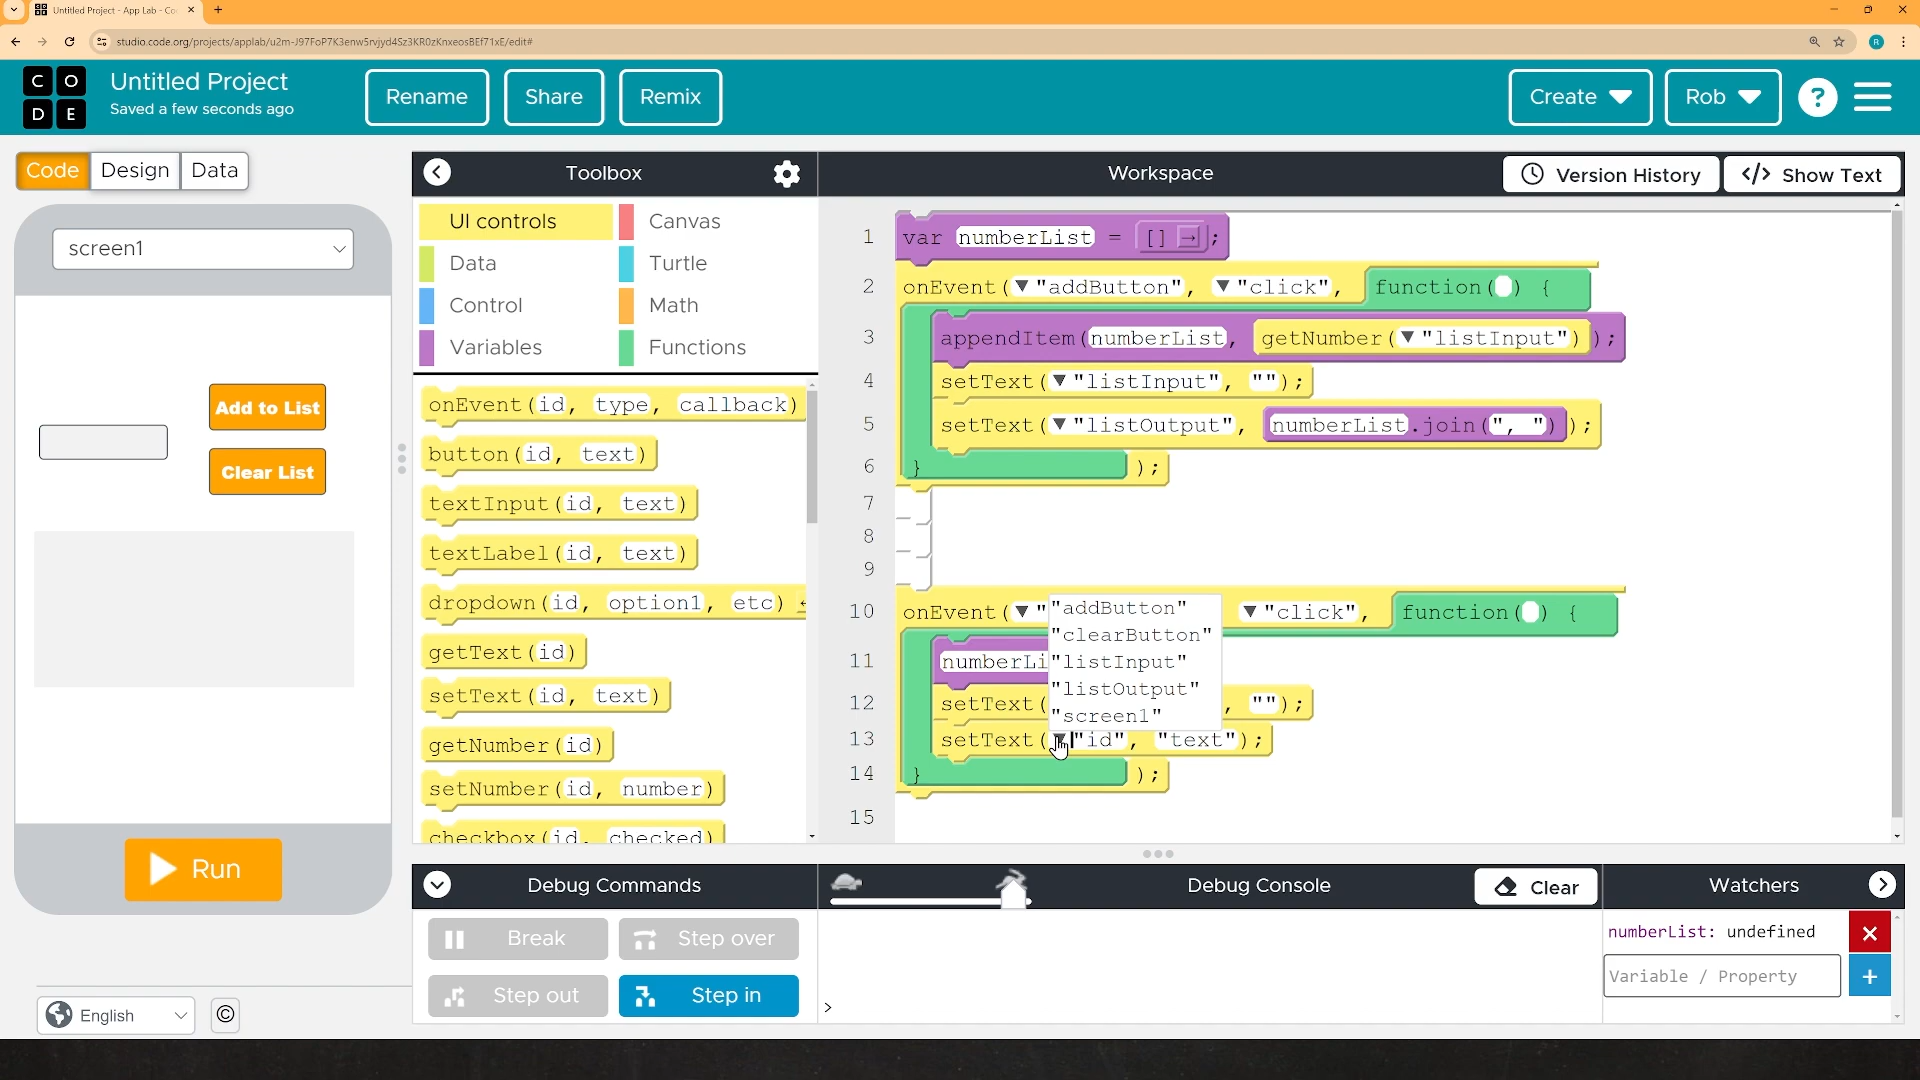 Untitled Project - App Lab - Co
studio.code.org/projects/applab/u2m-J97FoP7K3enw5rvjyd4Sz3KR0zKnxeosBEf71xE/edit#
R
C O
D E
Untitled Project
Saved a few seconds ago
Rename
Share
Remix
Create
Rob
?
Code
Design
Data
Toolbox
Workspace
Version History
</> Show Text
screen1
Add to List
Clear List
Run
English
©
UI controls
Canvas
Data
Turtle
Control
Math
Variables
Functions
onEvent(id, type, callback)
button(id, text)
textInput(id, text)
textLabel(id, text)
dropdown(id, option1, etc)
getText(id)
setText(id, text)
getNumber(id)
setNumber(id, number)
checkbox(id, checked)
1 var numberList = [];
2 onEvent(▼"addButton", ▼"click", function() {
3 appendItem(numberList, getNumber(▼"listInput"));
4 setText(▼"listInput", "");
5 setText(▼"listOutput", numberList.join(", "));
6 } );
7
8
9
10 onEvent(▼" ▼"click", function() {
11 numberLi
12 setText( , "");
13 setText(▼"id", "text");
14 } );
15
"addButton"
"clearButton"
"listInput"
"listOutput"
"screen1"
Debug Commands
Debug Console
Clear
Watchers
Break
Step over
Step out
Step in
>
numberList: undefined
Variable / Property